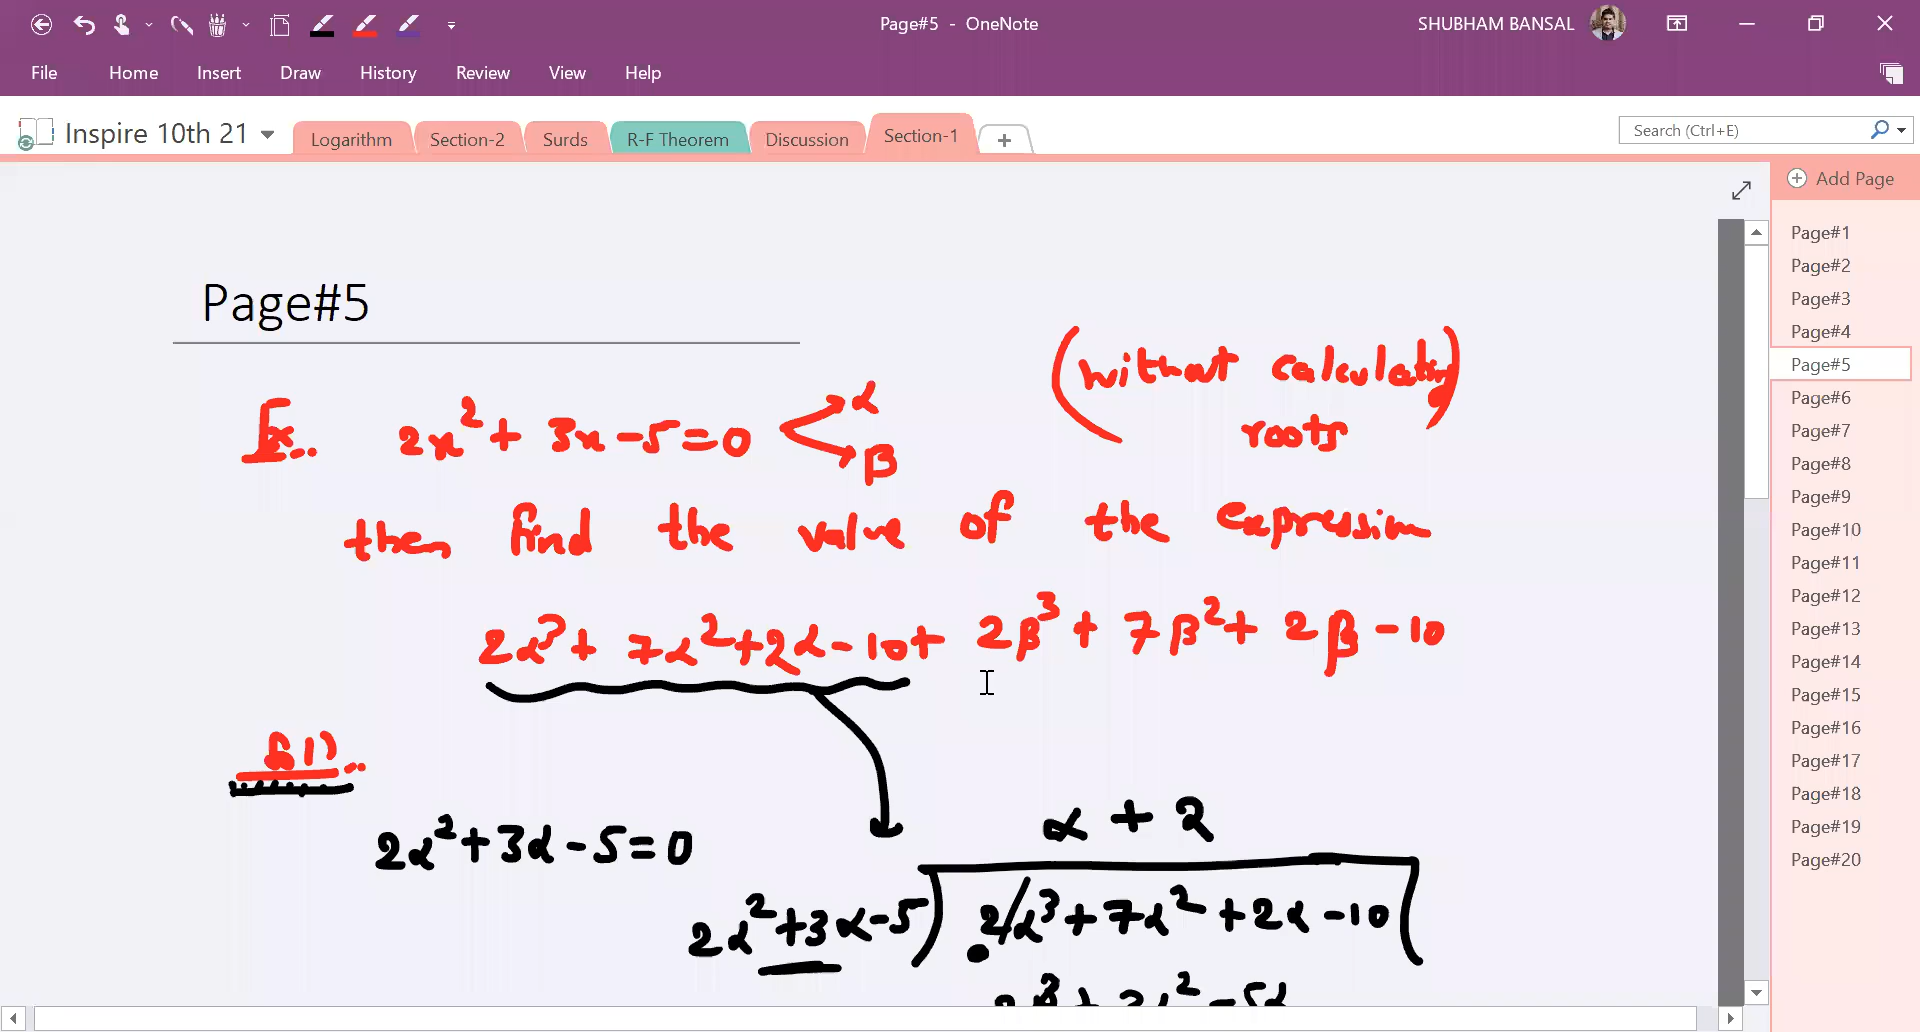 Page#5 - OneNote
SHUBHAM BANSAL
File Home Insert Draw History Review View Help
Inspire 10th 21
Logarithm Section-2 Surds R-F Theorem Discussion Section-1 +
Search (Ctrl+E)
Add Page
Page#1
Page#2
Page#3
Page#4
Page#5
Page#6
Page#7
Page#8
Page#9
Page#10
Page#11
Page#12
Page#13
Page#14
Page#15
Page#16
Page#17
Page#18
Page#19
Page#20
Page#5
(without calculating
roots)
Ex.. 2x² + 3x - 5 = 0 α
β
then find the value of the expression
2α³ + 7α² + 2α - 10 + 2β³ + 7β² + 2β - 10
2α² + 3α - 5 = 0
α + 2
2α² + 3α - 5 ) 2α³ + 7α² + 2α - 10 (